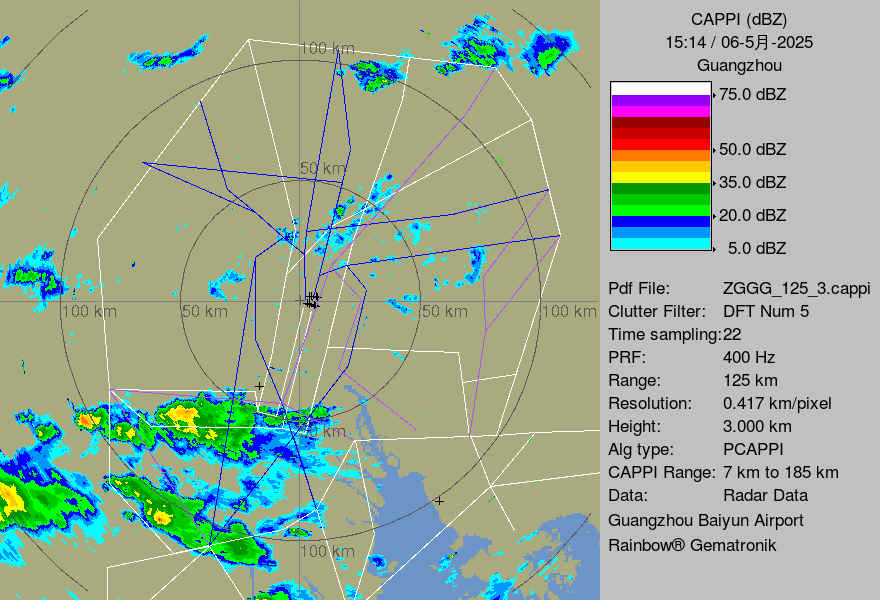 CAPPI (dBZ)
15:14 / 06-5月-2025
Guangzhou
75.0 dBZ
50.0 dBZ
35.0 dBZ
20.0 dBZ
5.0 dBZ
Pdf File: ZGGG_125_3.cappi
Clutter Filter: DFT Num 5
Time sampling:22
PRF: 400 Hz
Range: 125 km
Resolution: 0.417 km/pixel
Height: 3.000 km
Alg type: PCAPPI
CAPPI Range: 7 km to 185 km
Data: Radar Data
Guangzhou Baiyun Airport
Rainbow® Gematronik
100 km
50 km
100 km
50 km
50 km
100 km
50 km
100 km